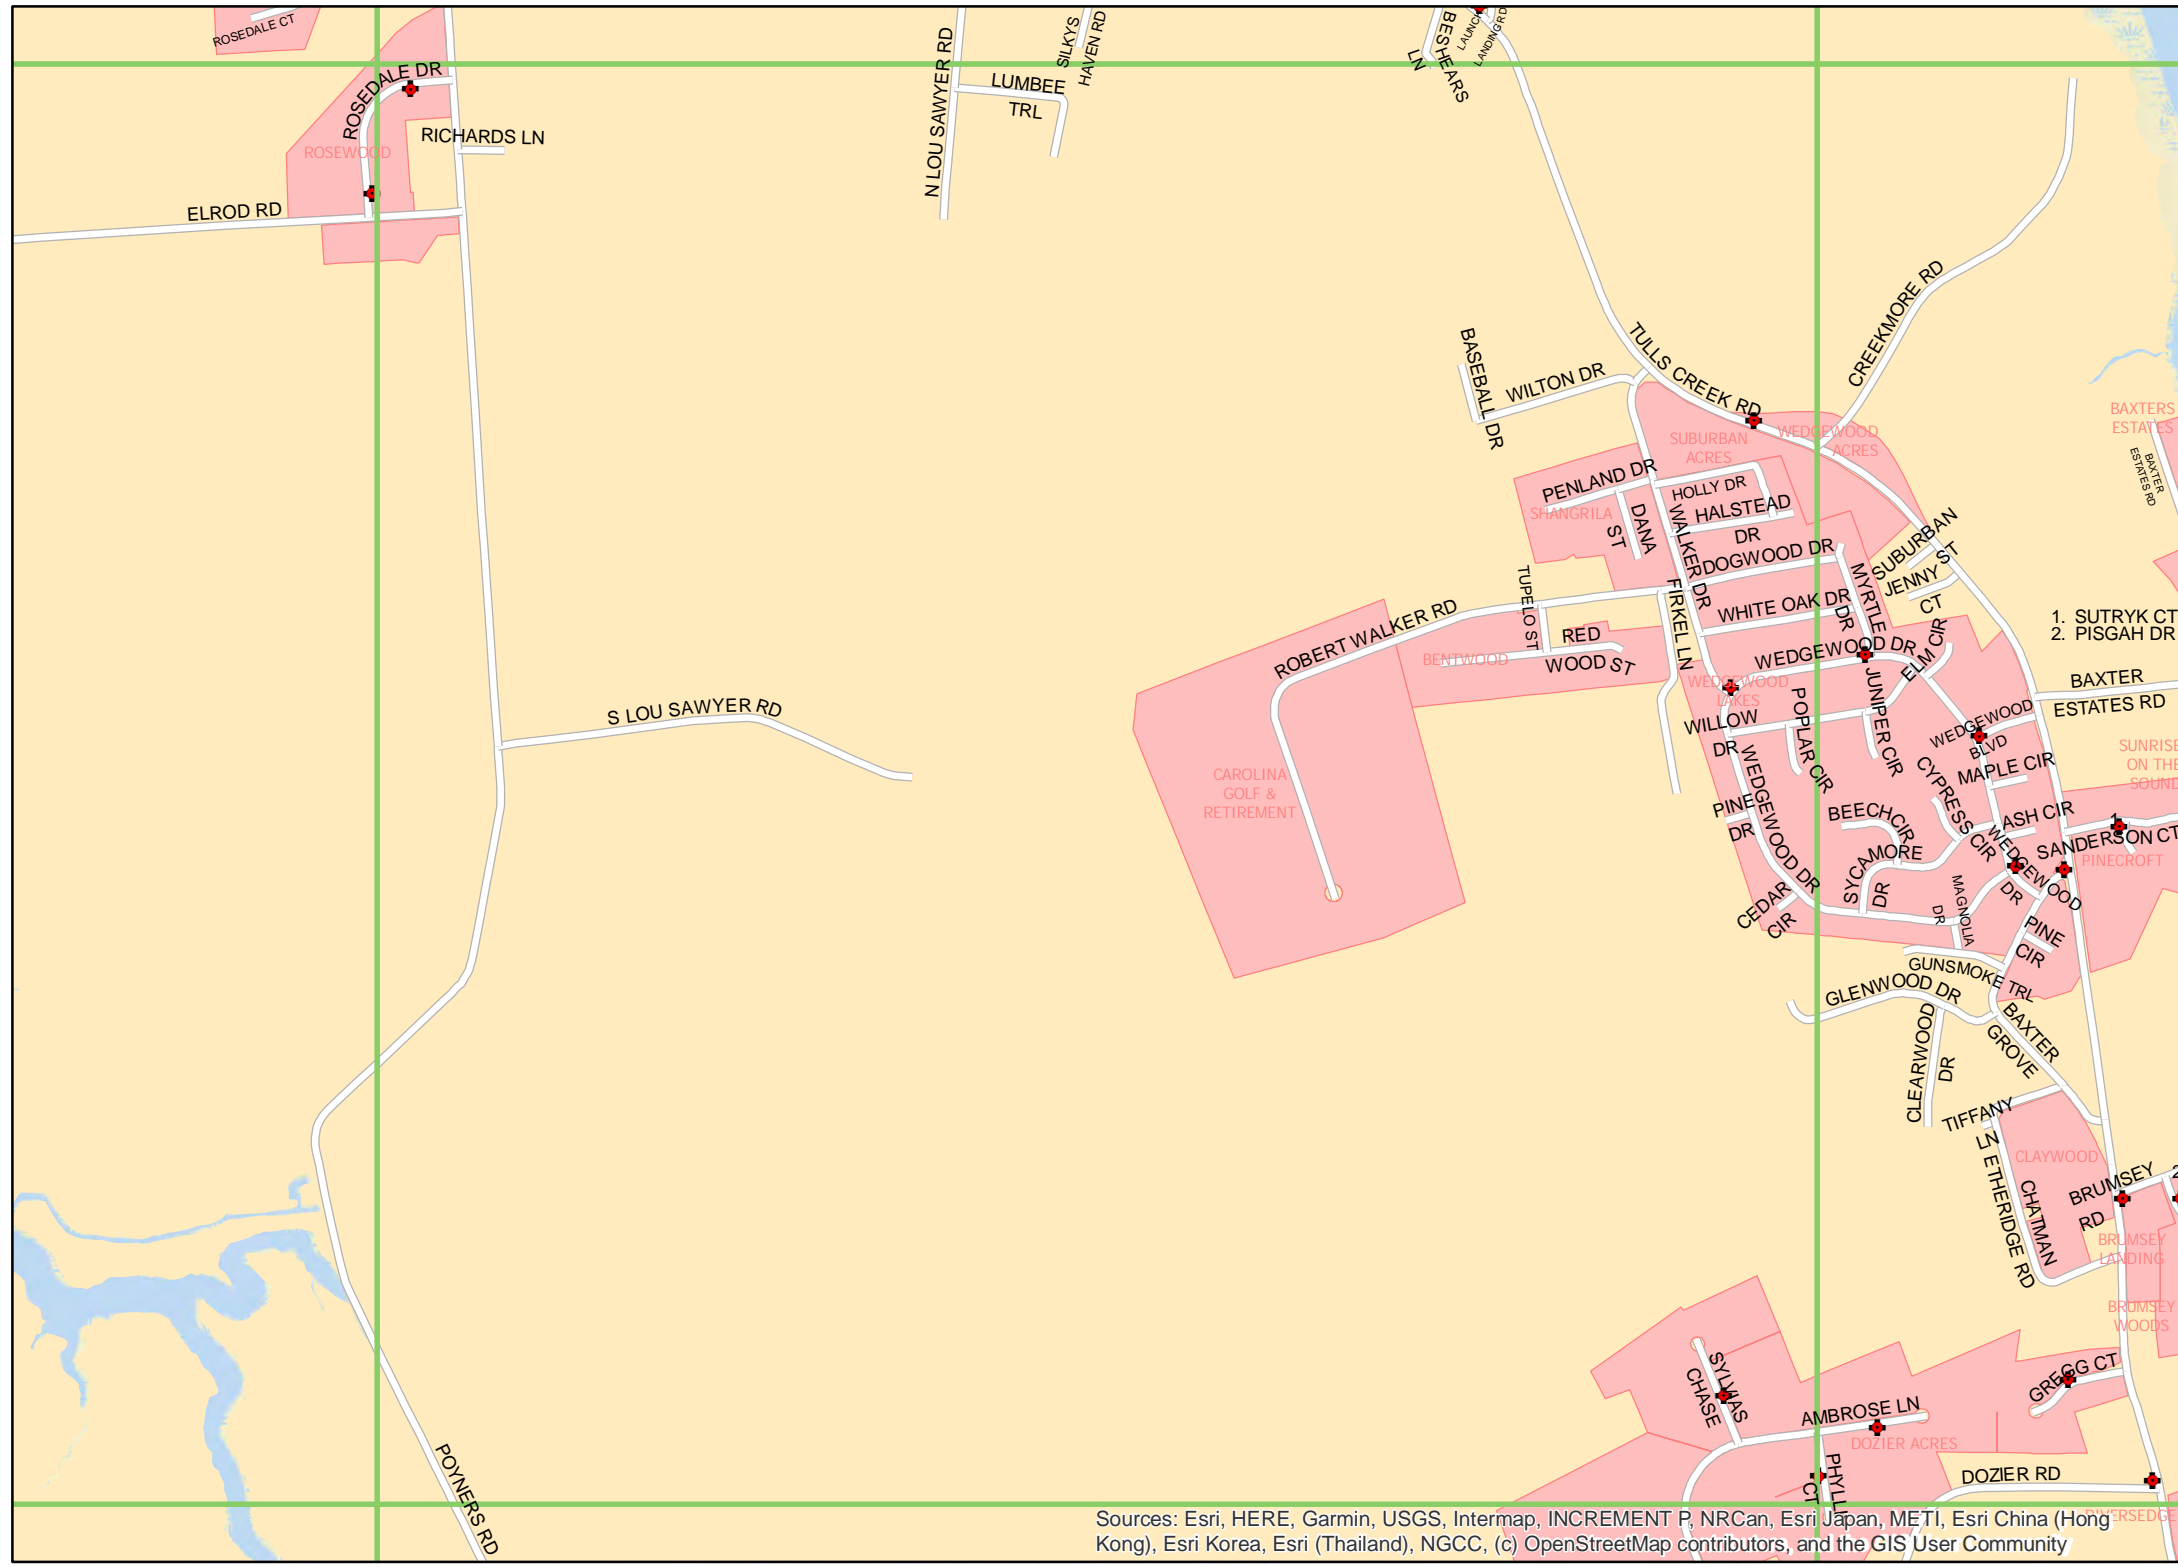 ROSEDALE CT
ROSEDALE DR
ROSEWOOD
RICHARDS LN
ELROD RD
N LOU SAWYER RD
LUMBEE
TRL
SILKYS
HAVEN RD
BESHEARS
LN
LAUNCH
LANDING RD
TULLS CREEK RD
CREEKMORE RD
BASEBALL DR
WILTON DR
SUBURBAN
ACRES
WEDGEWOOD
ACRES
BAXTERS
ESTATES
BAXTER
ESTATES RD
PENLAND DR
SHANGRILA
HOLLY DR
HALSTEAD
DR
DANA
ST
WALKER DR
DOGWOOD DR
SUBURBAN
ST
JENNY
CT
MYRTLE
DR
WHITE OAK DR
TUPELO ST
FIRKEL LN
ROBERT WALKER RD
RED
WOOD ST
BENTWOOD
WEDGEWOOD DR
ELM CIR
1. SUTRYK CT
2. PISGAH DR
BAXTER
ESTATES RD
WEDGEWOOD
LAKES
WILLOW
DR
POPLAR CIR
JUNIPER CIR
WEDGEWOOD
BLVD
MAPLE CIR
SUNRISE
ON THE
SOUND
S LOU SAWYER RD
CAROLINA
GOLF &
RETIREMENT
PINE
DR
WEDGEWOOD DR
BEECH CIR
CYPRESS CIR
ASH CIR
1
SANDERSON CT
PINECROFT
SYCAMORE
DR
WEDGEWOOD
DR
CEDAR
CIR
MAGNOLIA
DR
PINE
CIR
GUNSMOKE TRL
GLENWOOD DR
CLEARWOOD
DR
BAXTER
GROVE
TIFFANY
LN
ETHERIDGE RD
CHATMAN
CLAYWOOD
BRUMSEY
RD
2
BRUMSEY
LANDING
BRUMSEY
WOODS
SYLVIAS
CHASE
GREGG CT
AMBROSE LN
DOZIER ACRES
PHYLLI
CT
DOZIER RD
RIVERSEDGE
POYNERS RD
Sources: Esri, HERE, Garmin, USGS, Intermap, INCREMENT P, NRCan, Esri Japan, METI, Esri China (Hong
Kong), Esri Korea, Esri (Thailand), NGCC, (c) OpenStreetMap contributors, and the GIS User Community